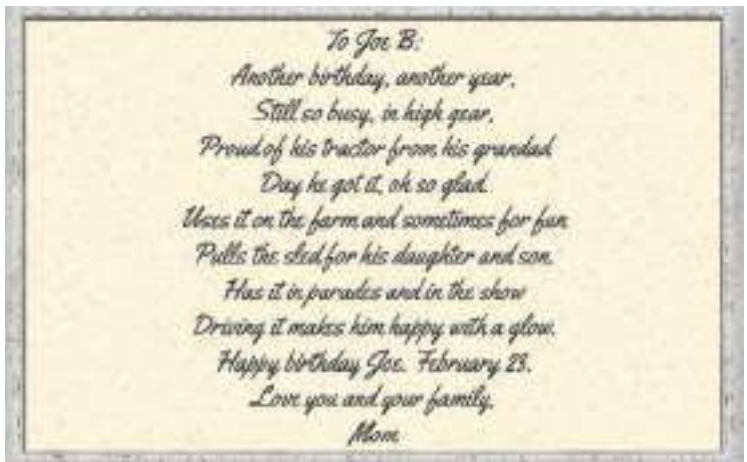 To Joe B:
Another birthday, another year,
Still so busy, in high gear,
Proud of his tractor from his grandad
Day he got it, oh so glad.
Uses it on the farm and sometimes for fun
Pulls the sled for his daughter and son.
Has it in parades and in the show
Driving it makes him happy with a glow.
Happy birthday Joe. February 23.
Love you and your family,
Mom